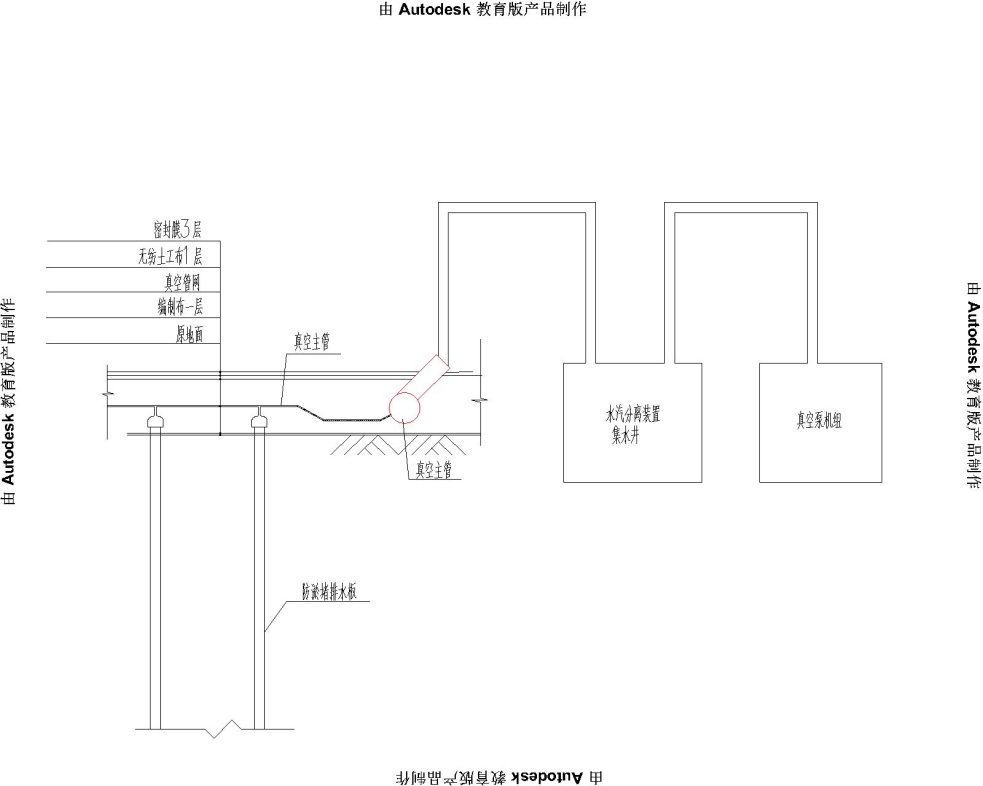 由 Autodesk 教育版产品制作
密封膜3层
无纺土工布1层
真空管网
编制布一层
原地面
真空主管
水汽分离装置
集水井
真空泵机组
真空主管
防淤堵排水板
由 Autodesk 教育版产品制作
由 Autodesk 教育版产品制作
由 Autodesk 教育版产品制作